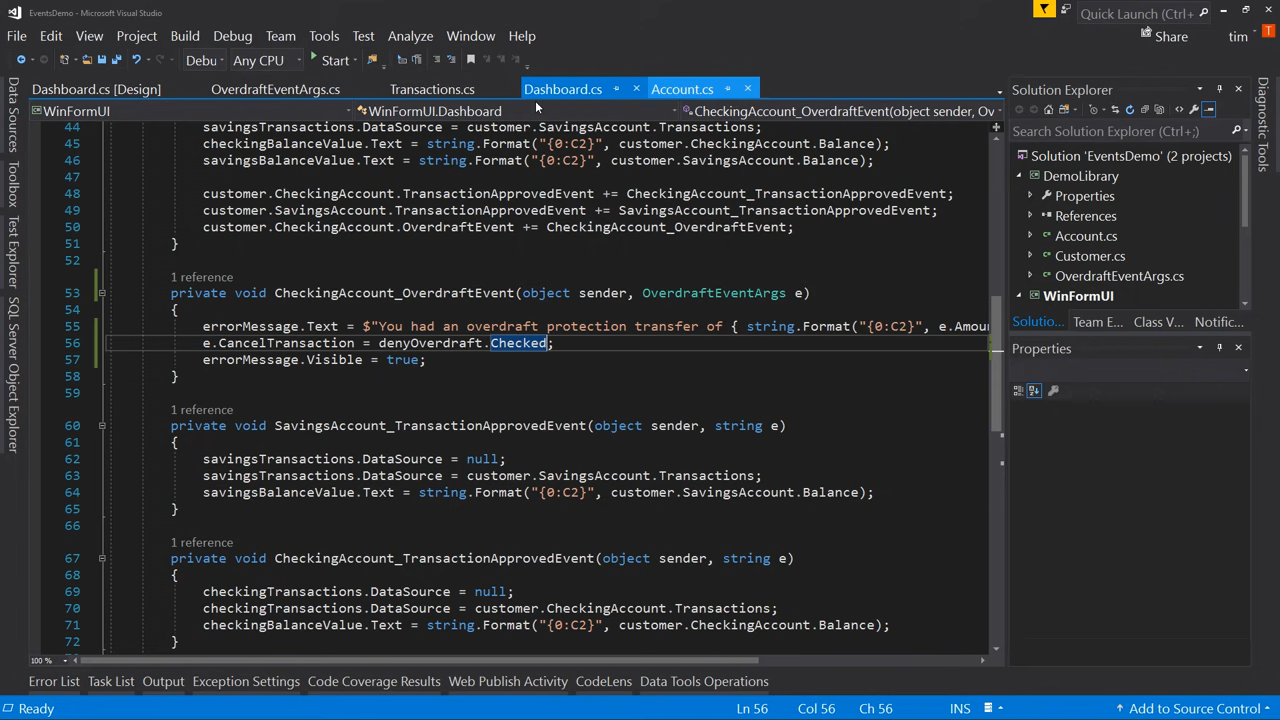 EventsDemo - Microsoft Visual Studio
Quick Launch (Ctrl+;)
File Edit View Project Build Debug Team Tools Test Analyze Window Help
Share tim T
Debu Any CPU Start
Dashboard.cs [Design] OverdraftEventArgs.cs Transactions.cs Dashboard.cs Account.cs
WinFormUI WinFormUI.Dashboard CheckingAccount_OverdraftEvent(object sender, Ov
Data Sources
Toolbox
Test Explorer
SQL Server Object Explorer
44 savingsTransactions.DataSource = customer.SavingsAccount.Transactions;
45 checkingBalanceValue.Text = string.Format("{0:C2}", customer.CheckingAccount.Balance);
46 savingsBalanceValue.Text = string.Format("{0:C2}", customer.SavingsAccount.Balance);
47
48 customer.CheckingAccount.TransactionApprovedEvent += CheckingAccount_TransactionApprovedEvent;
49 customer.SavingsAccount.TransactionApprovedEvent += SavingsAccount_TransactionApprovedEvent;
50 customer.CheckingAccount.OverdraftEvent += CheckingAccount_OverdraftEvent;
51 }
52
1 reference
53 private void CheckingAccount_OverdraftEvent(object sender, OverdraftEventArgs e)
54 {
55 errorMessage.Text = $"You had an overdraft protection transfer of { string.Format("{0:C2}", e.Amou
56 e.CancelTransaction = denyOverdraft.Checked;
57 errorMessage.Visible = true;
58 }
59
1 reference
60 private void SavingsAccount_TransactionApprovedEvent(object sender, string e)
61 {
62 savingsTransactions.DataSource = null;
63 savingsTransactions.DataSource = customer.SavingsAccount.Transactions;
64 savingsBalanceValue.Text = string.Format("{0:C2}", customer.SavingsAccount.Balance);
65 }
66
1 reference
67 private void CheckingAccount_TransactionApprovedEvent(object sender, string e)
68 {
69 checkingTransactions.DataSource = null;
70 checkingTransactions.DataSource = customer.CheckingAccount.Transactions;
71 checkingBalanceValue.Text = string.Format("{0:C2}", customer.CheckingAccount.Balance);
72 }
100 %
Solution Explorer
Search Solution Explorer (Ctrl+;)
Solution 'EventsDemo' (2 projects)
DemoLibrary
Properties
References
Account.cs
Customer.cs
OverdraftEventArgs.cs
WinFormUI
Solutio... Team E... Class V... Notific...
Properties
Diagnostic Tools
Error List Task List Output Exception Settings Code Coverage Results Web Publish Activity CodeLens Data Tools Operations
Ready Ln 56 Col 56 Ch 56 INS Add to Source Control